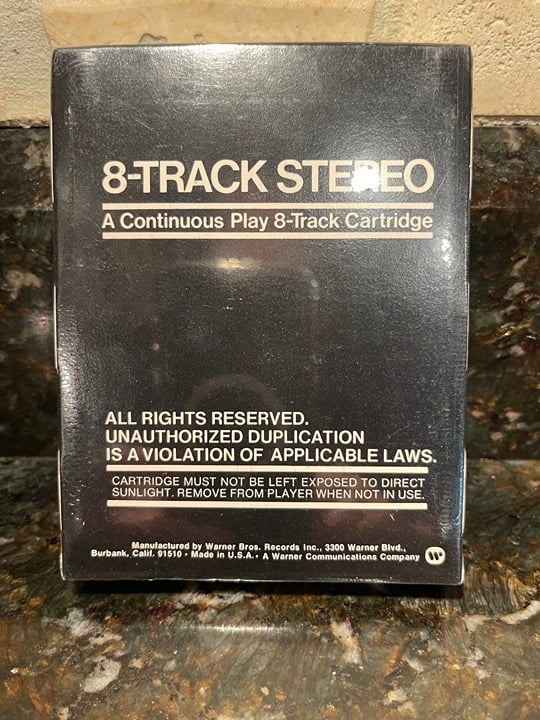 8-TRACK STEREO
A Continuous Play 8-Track Cartridge
ALL RIGHTS RESERVED.
UNAUTHORIZED DUPLICATION
IS A VIOLATION OF APPLICABLE LAWS.
CARTRIDGE MUST NOT BE LEFT EXPOSED TO DIRECT
SUNLIGHT. REMOVE FROM PLAYER WHEN NOT IN USE.
Manufactured by Warner Bros. Records Inc., 3300 Warner Blvd.,
Burbank, Calif. 91510 • Made in U.S.A. • A Warner Communications Company